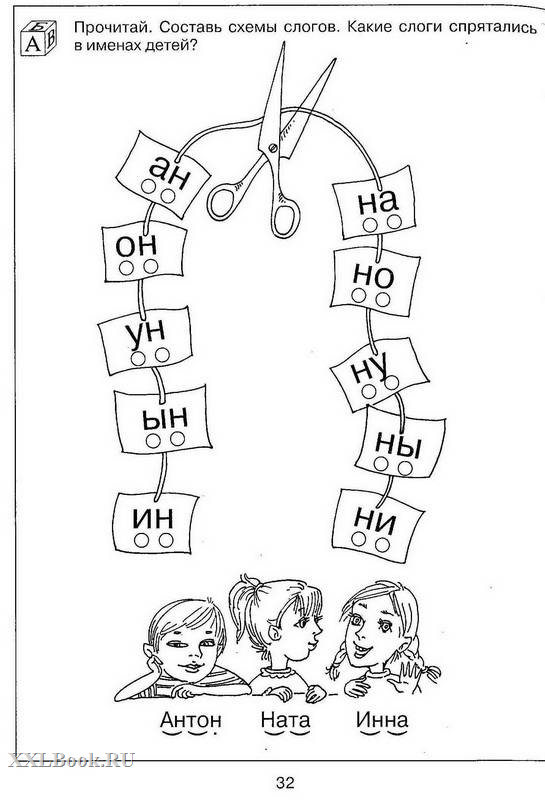 Прочитай. Составь схемы слогов. Какие слоги спрятались
в именах детей?
Б
А В
ан
он
ун
ын
ин
на
но
ну
ны
ни
Антон Ната Инна
XXLBook.RU
32